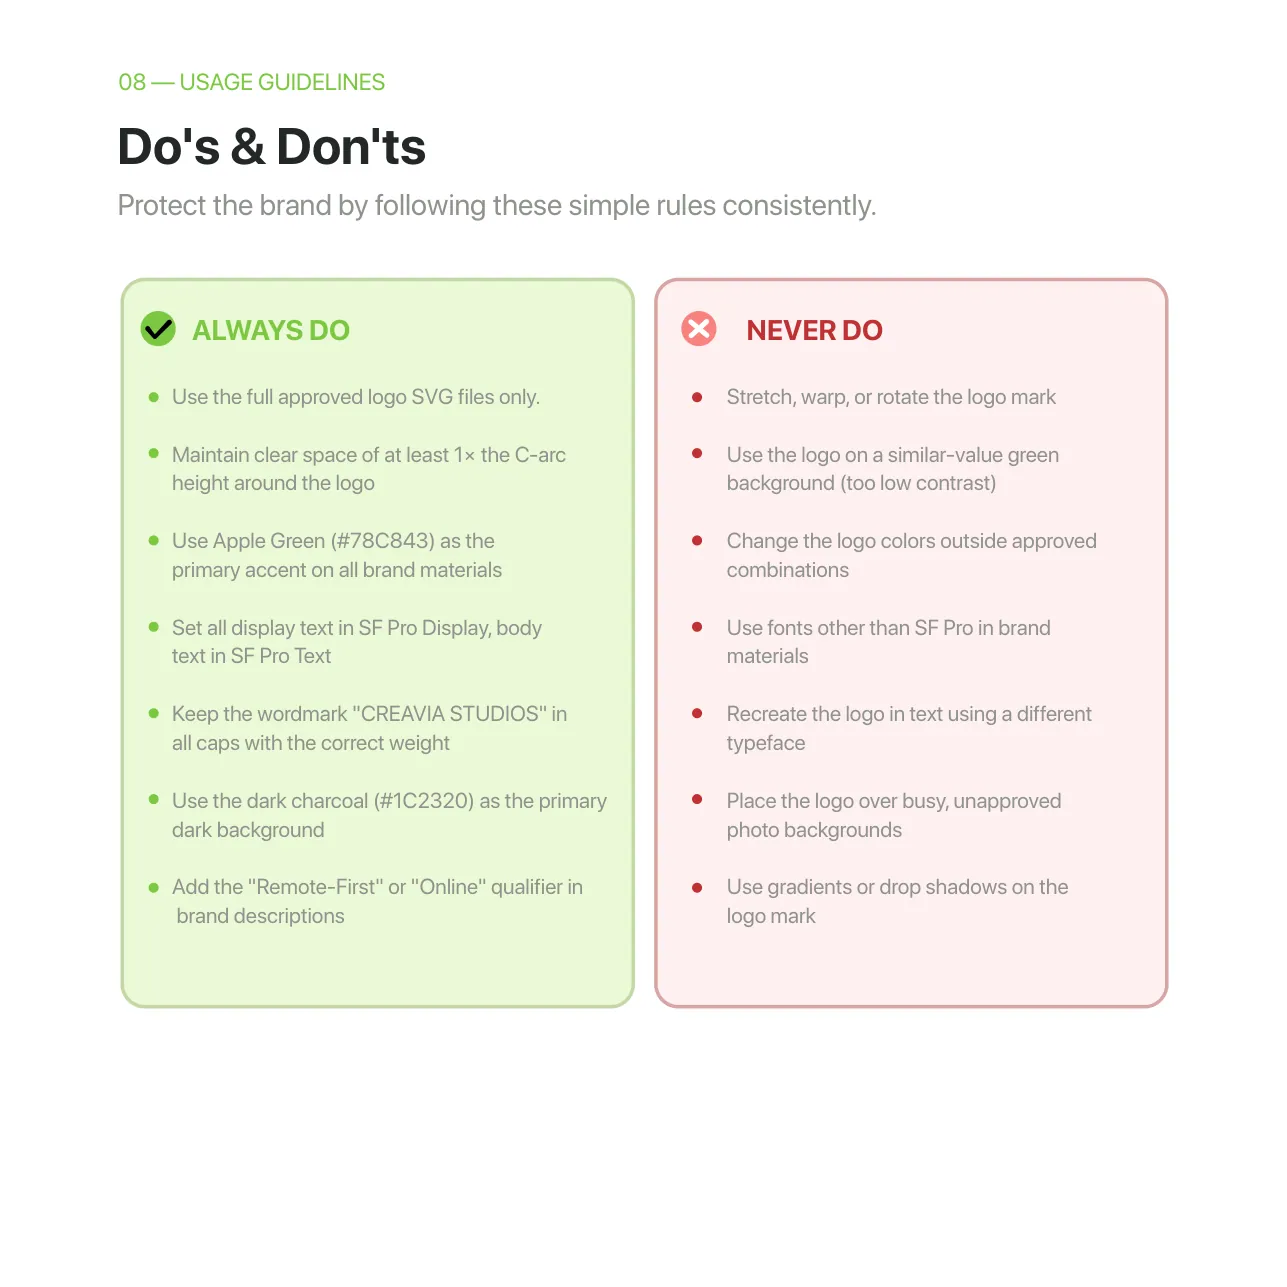 08 — USAGE GUIDELINES
Do's & Don'ts
Protect the brand by following these simple rules consistently.
ALWAYS DO
Use the full approved logo SVG files only.
Maintain clear space of at least 1× the C-arc
height around the logo
Use Apple Green (#78C843) as the
primary accent on all brand materials
Set all display text in SF Pro Display, body
text in SF Pro Text
Keep the wordmark "CREAVIA STUDIOS" in
all caps with the correct weight
Use the dark charcoal (#1C2320) as the primary
dark background
Add the "Remote-First" or "Online" qualifier in
brand descriptions
NEVER DO
Stretch, warp, or rotate the logo mark
Use the logo on a similar-value green
background (too low contrast)
Change the logo colors outside approved
combinations
Use fonts other than SF Pro in brand
materials
Recreate the logo in text using a different
typeface
Place the logo over busy, unapproved
photo backgrounds
Use gradients or drop shadows on the
logo mark